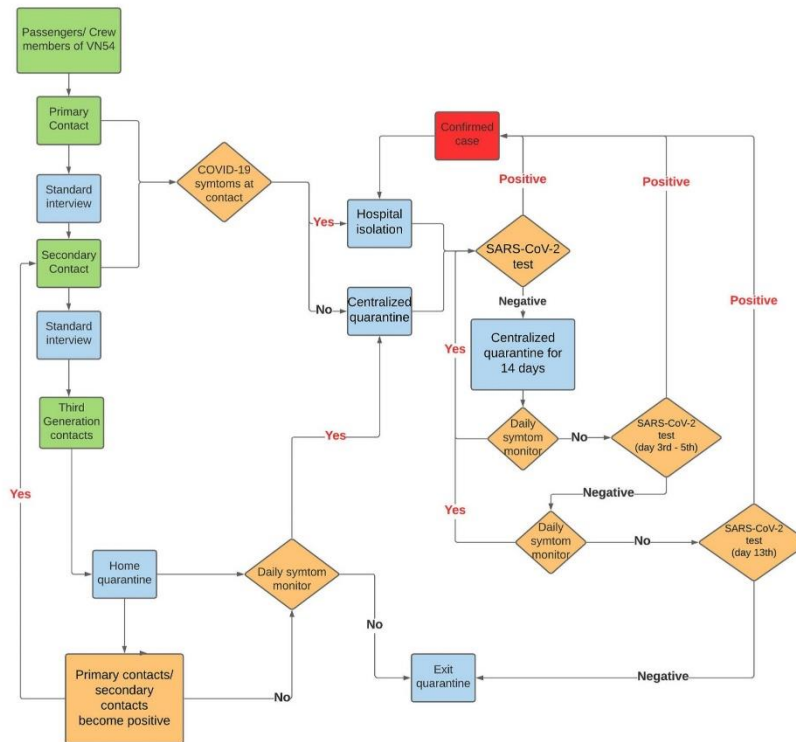 Passengers/ Crew
members of VN54
Primary
Contact
Confirmed
case
COVID-19
symtoms at
contact
Positive
Positive
Standard
interview
Yes
Hospital
isolation
Secondary
Contact
SARS-CoV-2
test
Positive
No
Centralized
quarantine
Negative
Standard
interview
Yes
Centralized
quarantine for
14 days
Third
Generation
contacts
Yes
Daily
symtom
monitor
No
SARS-CoV-2
test
(day 3rd - 5th)
Yes
Negative
Yes
Daily
symtom
monitor
No
SARS-CoV-2
test
(day 13th)
Home
quarantine
Daily symtom
monitor
No
Exit
quarantine
Negative
Primary contacts/
secondary
contacts
become positive
No